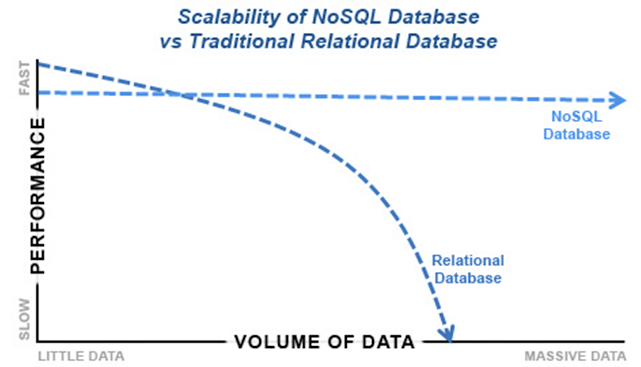 Scalability of NoSQL Database
vs Traditional Relational Database
FAST
PERFORMANCE
SLOW
NoSQL
Database
Relational
Database
VOLUME OF DATA
LITTLE DATA
MASSIVE DATA